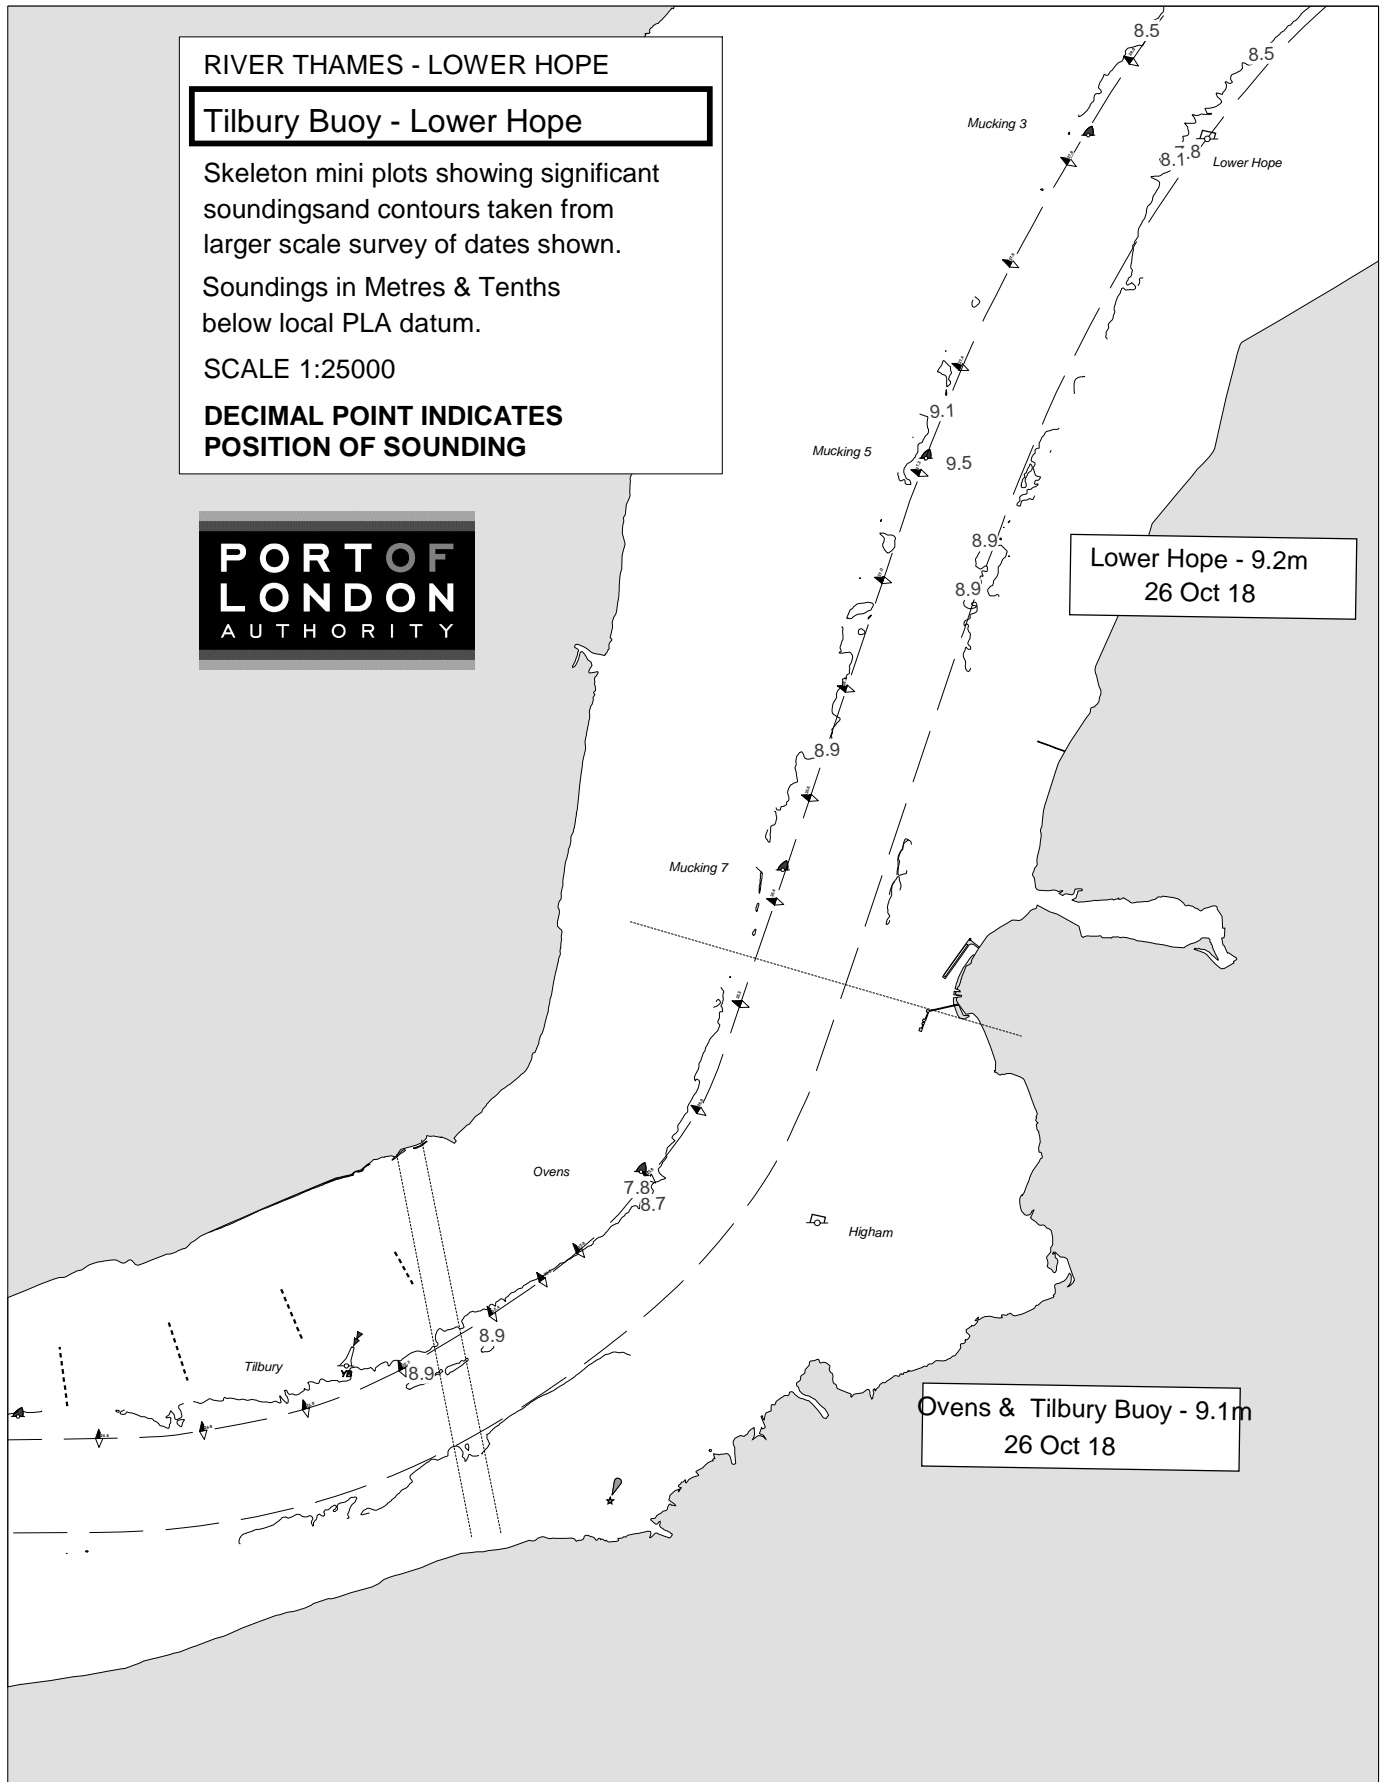 RIVER THAMES - LOWER HOPE
Tilbury Buoy - Lower Hope
Skeleton mini plots showing significant
soundingsand contours taken from
larger scale survey of dates shown.
Soundings in Metres & Tenths
below local PLA datum.
SCALE 1:25000
DECIMAL POINT INDICATES
POSITION OF SOUNDING
PORT OF
LONDON
AUTHORITY
8.5
8.5
Mucking 3
8.1
.8
Lower Hope
9.1
Mucking 5
9.5
8.9
8.9
Lower Hope - 9.2m
26 Oct 18
8.9
Mucking 7
Ovens
7.8
8.7
Higham
8.9
Tilbury
YB
8.9
Ovens & Tilbury Buoy - 9.1m
26 Oct 18